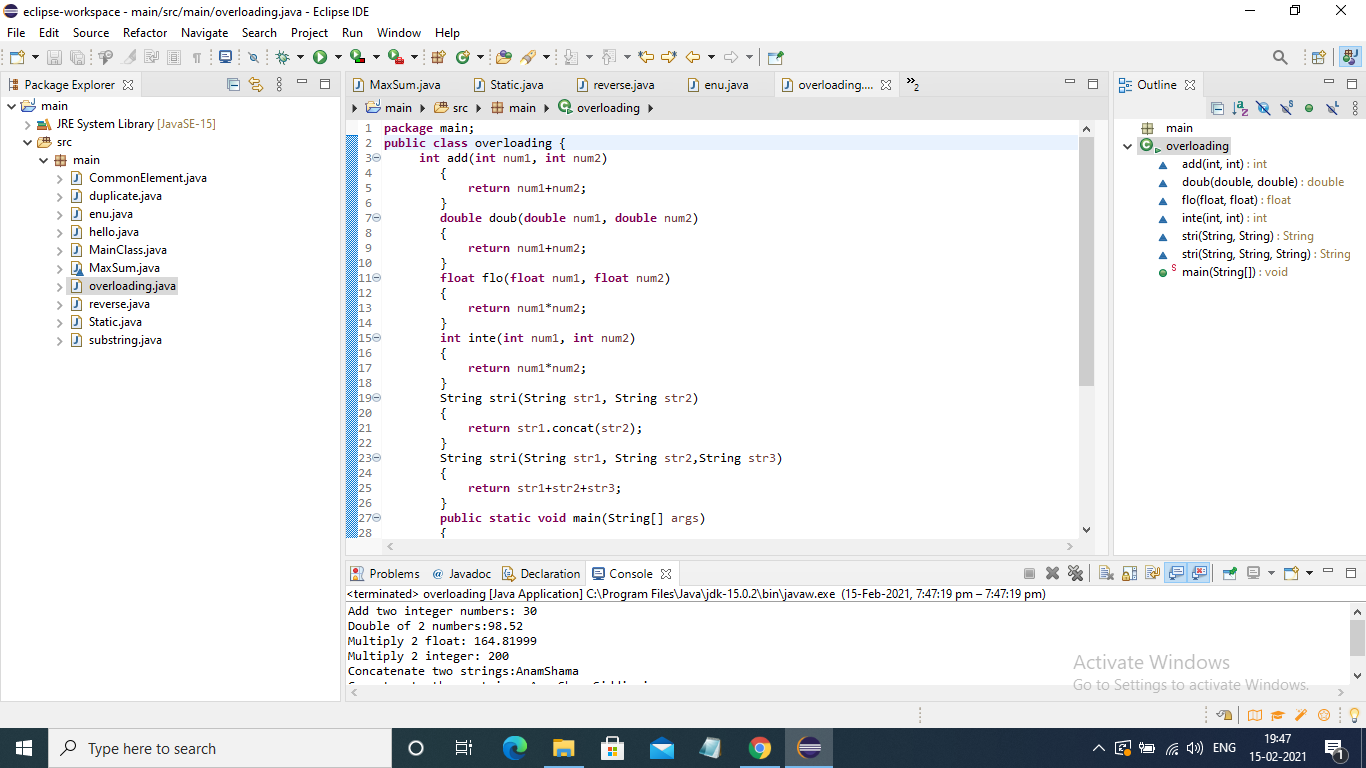 eclipse-workspace - main/src/main/overloading.java - Eclipse IDE
File Edit Source Refactor Navigate Search Project Run Window Help
Package Explorer
main
JRE System Library [JavaSE-15]
src
main
CommonElement.java
duplicate.java
enu.java
hello.java
MainClass.java
MaxSum.java
overloading.java
reverse.java
Static.java
substring.java
MaxSum.java Static.java reverse.java enu.java overloading.... »2
main src main overloading
1 package main;
2 public class overloading {
3 int add(int num1, int num2)
4 {
5 return num1+num2;
6 }
7 double doub(double num1, double num2)
8 {
9 return num1+num2;
10 }
11 float flo(float num1, float num2)
12 {
13 return num1*num2;
14 }
15 int inte(int num1, int num2)
16 {
17 return num1*num2;
18 }
19 String stri(String str1, String str2)
20 {
21 return str1.concat(str2);
22 }
23 String stri(String str1, String str2,String str3)
24 {
25 return str1+str2+str3;
26 }
27 public static void main(String[] args)
28 {
Outline
main
overloading
add(int, int) : int
doub(double, double) : double
flo(float, float) : float
inte(int, int) : int
stri(String, String) : String
stri(String, String, String) : String
main(String[]) : void
Problems @ Javadoc Declaration Console
<terminated> overloading [Java Application] C:\Program Files\Java\jdk-15.0.2\bin\javaw.exe (15-Feb-2021, 7:47:19 pm – 7:47:19 pm)
Add two integer numbers: 30
Double of 2 numbers:98.52
Multiply 2 float: 164.81999
Multiply 2 integer: 200
Concatenate two strings:AnamShama
Activate Windows
Go to Settings to activate Windows.
Type here to search
ENG
19:47
15-02-2021
1